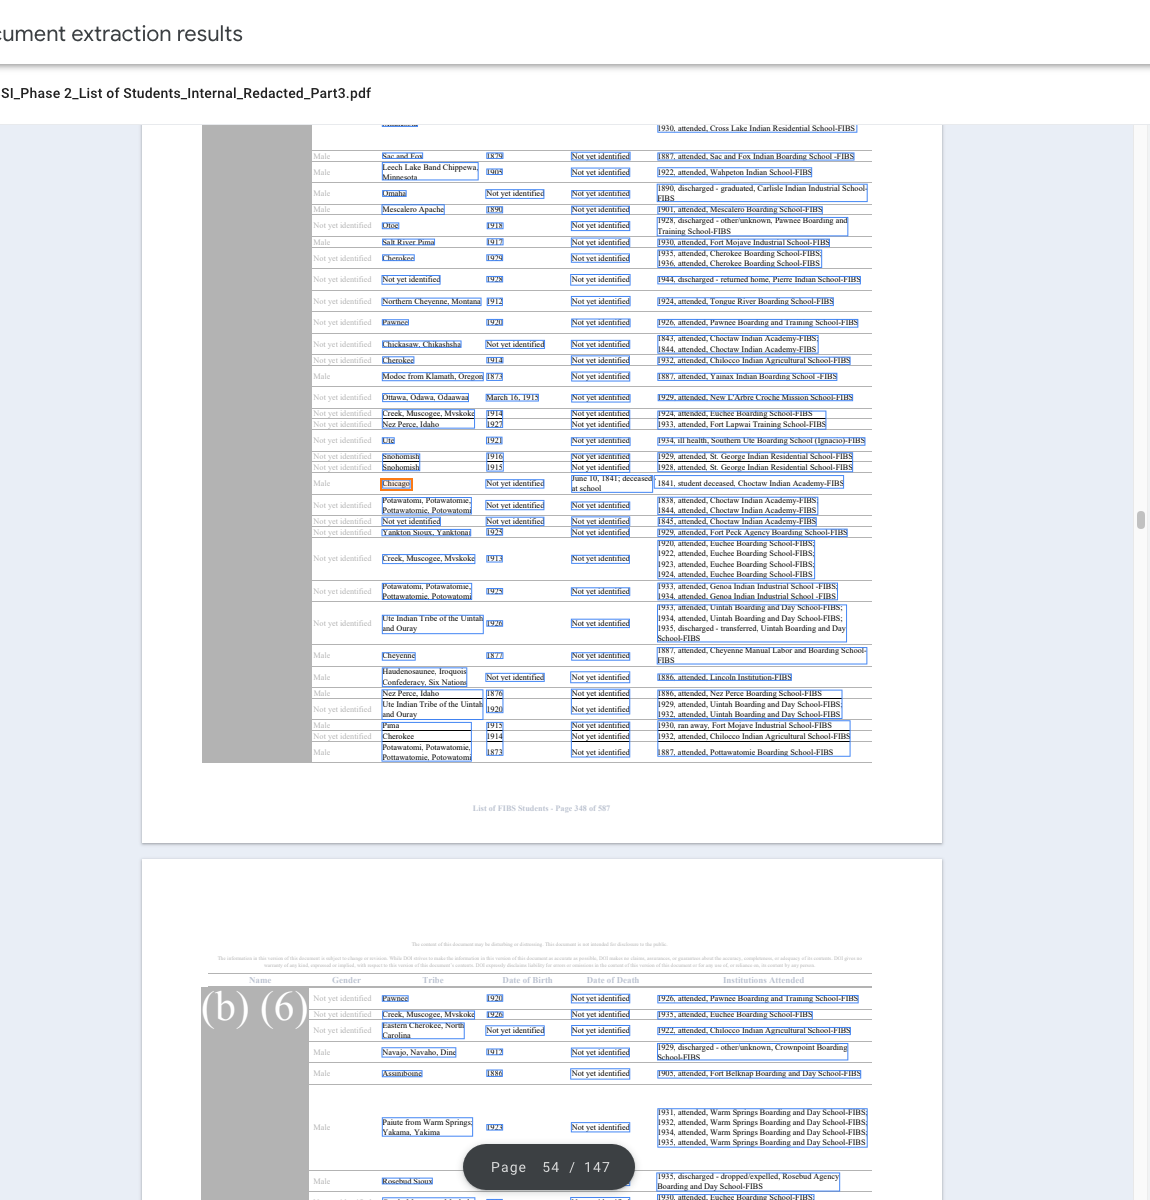 cument extraction results
SI_Phase 2_List of Students_Internal_Redacted_Part3.pdf
1930, attended, Cross Lake Indian Residential School-FIBS
Male Sac and Fox 1879 Not yet identified 1887, attended, Sac and Fox Indian Boarding School -FIBS
Male Leech Lake Band Chippewa, Minnesota 1905 Not yet identified 1922, attended, Wahpeton Indian School-FIBS
Male Omaha Not yet identified Not yet identified 1890, discharged - graduated, Carlisle Indian Industrial School-FIBS
Male Mescalero Apache 1890 Not yet identified 1901, attended, Mescalero Boarding School-FIBS
Not yet identified Otoe 1918 Not yet identified 1928, discharged - other/unknown, Pawnee Boarding and Training School-FIBS
Male Salt River Pima 1917 Not yet identified 1930, attended, Fort Mojave Industrial School-FIBS
Not yet identified Cherokee 1929 Not yet identified 1935, attended, Cherokee Boarding School-FIBS;
1936, attended, Cherokee Boarding School-FIBS
Not yet identified Not yet identified 1928 Not yet identified 1944, discharged - returned home, Pierre Indian School-FIBS
Not yet identified Northern Cheyenne, Montana 1912 Not yet identified 1924, attended, Tongue River Boarding School-FIBS
Not yet identified Pawnee 1920 Not yet identified 1926, attended, Pawnee Boarding and Training School-FIBS
Not yet identified Chickasaw, Chikashsha Not yet identified Not yet identified 1843, attended, Choctaw Indian Academy-FIBS;
1844, attended, Choctaw Indian Academy-FIBS
Not yet identified Cherokee 1914 Not yet identified 1932, attended, Chilocco Indian Agricultural School-FIBS
Male Modoc from Klamath, Oregon 1873 Not yet identified 1887, attended, Yainax Indian Boarding School -FIBS
Not yet identified Ottawa, Odawa, Odaawaa March 16, 1915 Not yet identified 1929, attended, New L'Arbre Croche Mission School-FIBS
Not yet identified Creek, Muscogee, Mvskoke 1914 Not yet identified 1924, attended, Euchee Boarding School-FIBS
Not yet identified Nez Perce, Idaho 1927 Not yet identified 1933, attended, Fort Lapwai Training School-FIBS
Not yet identified Ute 1921 Not yet identified 1934, ill health, Southern Ute Boarding School (Ignacio)-FIBS
Not yet identified Snohomish 1916 Not yet identified 1929, attended, St. George Indian Residential School-FIBS
Not yet identified Snohomish 1915 Not yet identified 1928, attended, St. George Indian Residential School-FIBS
Male Chicago Not yet identified June 10, 1841; deceased at school 1841, student deceased, Choctaw Indian Academy-FIBS
Not yet identified Potawatomi, Potawatomie, Pottawatomie, Potowatomi Not yet identified Not yet identified 1838, attended, Choctaw Indian Academy-FIBS;
1844, attended, Choctaw Indian Academy-FIBS
Not yet identified Not yet identified Not yet identified Not yet identified 1845, attended, Choctaw Indian Academy-FIBS
Not yet identified Yankton Sioux, Yanktonai 1925 Not yet identified 1929, attended, Fort Peck Agency Boarding School-FIBS
Not yet identified Creek, Muscogee, Mvskoke 1913 Not yet identified 1920, attended, Euchee Boarding School-FIBS;
1922, attended, Euchee Boarding School-FIBS;
1923, attended, Euchee Boarding School-FIBS;
1924, attended, Euchee Boarding School-FIBS
Not yet identified Potawatomi, Potawatomie, Pottawatomie, Potowatomi 1925 Not yet identified 1933, attended, Genoa Indian Industrial School -FIBS;
1934, attended, Genoa Indian Industrial School -FIBS
Not yet identified Ute Indian Tribe of the Uintah and Ouray 1926 Not yet identified 1933, attended, Uintah Boarding and Day School-FIBS;
1934, attended, Uintah Boarding and Day School-FIBS;
1935, discharged - transferred, Uintah Boarding and Day School-FIBS
Male Cheyenne 1877 Not yet identified 1887, attended, Cheyenne Manual Labor and Boarding School-FIBS
Male Haudenosaunee, Iroquois Confederacy, Six Nations Not yet identified Not yet identified 1886, attended, Lincoln Institution-FIBS
Male Nez Perce, Idaho 1876 Not yet identified 1886, attended, Nez Perce Boarding School-FIBS
Not yet identified Ute Indian Tribe of the Uintah and Ouray 1920 Not yet identified 1929, attended, Uintah Boarding and Day School-FIBS;
1932, attended, Uintah Boarding and Day School-FIBS
Male Pima 1915 Not yet identified 1930, ran away, Fort Mojave Industrial School-FIBS
Not yet identified Cherokee 1914 Not yet identified 1932, attended, Chilocco Indian Agricultural School-FIBS
Male Potawatomi, Potawatomie, Pottawatomie, Potowatomi 1873 Not yet identified 1887, attended, Pottawatomie Boarding School-FIBS
List of FIBS Students - Page 348 of 587
The content of this document may be disturbing or distressing. This document is not intended for disclosure to the public.
Name Gender Tribe Date of Birth Date of Death Institutions Attended
(b) (6)
Not yet identified Pawnee 1920 Not yet identified 1926, attended, Pawnee Boarding and Training School-FIBS
Not yet identified Creek, Muscogee, Mvskoke 1926 Not yet identified 1935, attended, Euchee Boarding School-FIBS
Not yet identified Eastern Cherokee, North Carolina Not yet identified Not yet identified 1922, attended, Chilocco Indian Agricultural School-FIBS
Male Navajo, Navaho, Dine 1912 Not yet identified 1929, discharged - other/unknown, Crownpoint Boarding School-FIBS
Male Assiniboine 1886 Not yet identified 1905, attended, Fort Belknap Boarding and Day School-FIBS
Male Paiute from Warm Springs; Yakama, Yakima 1923 Not yet identified 1931, attended, Warm Springs Boarding and Day School-FIBS;
1932, attended, Warm Springs Boarding and Day School-FIBS;
1934, attended, Warm Springs Boarding and Day School-FIBS;
1935, attended, Warm Springs Boarding and Day School-FIBS
Page 54 / 147
Male Rosebud Sioux 1935, discharged - dropped/expelled, Rosebud Agency Boarding and Day School-FIBS
1930, attended, Euchee Boarding School-FIBS;